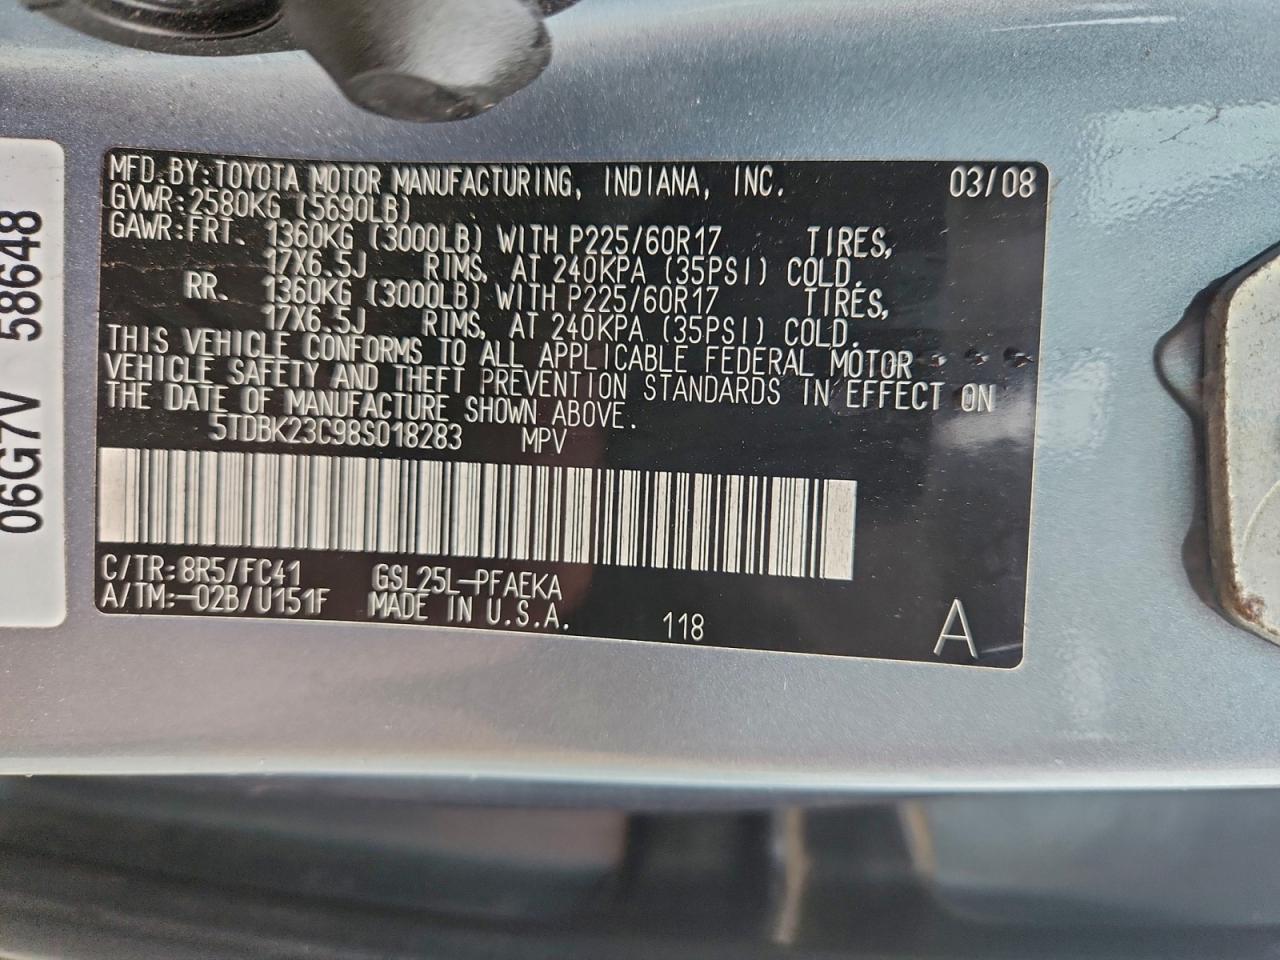 MFD.BY:TOYOTA MOTOR MANUFACTURING, INDIANA, INC. 03/08
GVWR:2580KG (5690LB)
GAWR:FRT. 1360KG (3000LB) WITH P225/60R17 TIRES,
17X6.5J RIMS, AT 240KPA (35PSI) COLD.
RR. 1360KG (3000LB) WITH P225/60R17 TIRES,
17X6.5J RIMS, AT 240KPA (35PSI) COLD.
THIS VEHICLE CONFORMS TO ALL APPLICABLE FEDERAL MOTOR
VEHICLE SAFETY AND THEFT PREVENTION STANDARDS IN EFFECT ON
THE DATE OF MANUFACTURE SHOWN ABOVE.
5TDBK23C98S018283 MPV
C/TR:8R5/FC41 GSL25L-PFAEKA
A/TM:-02B/U151F MADE IN U.S.A. 118 A
06G7V 58648